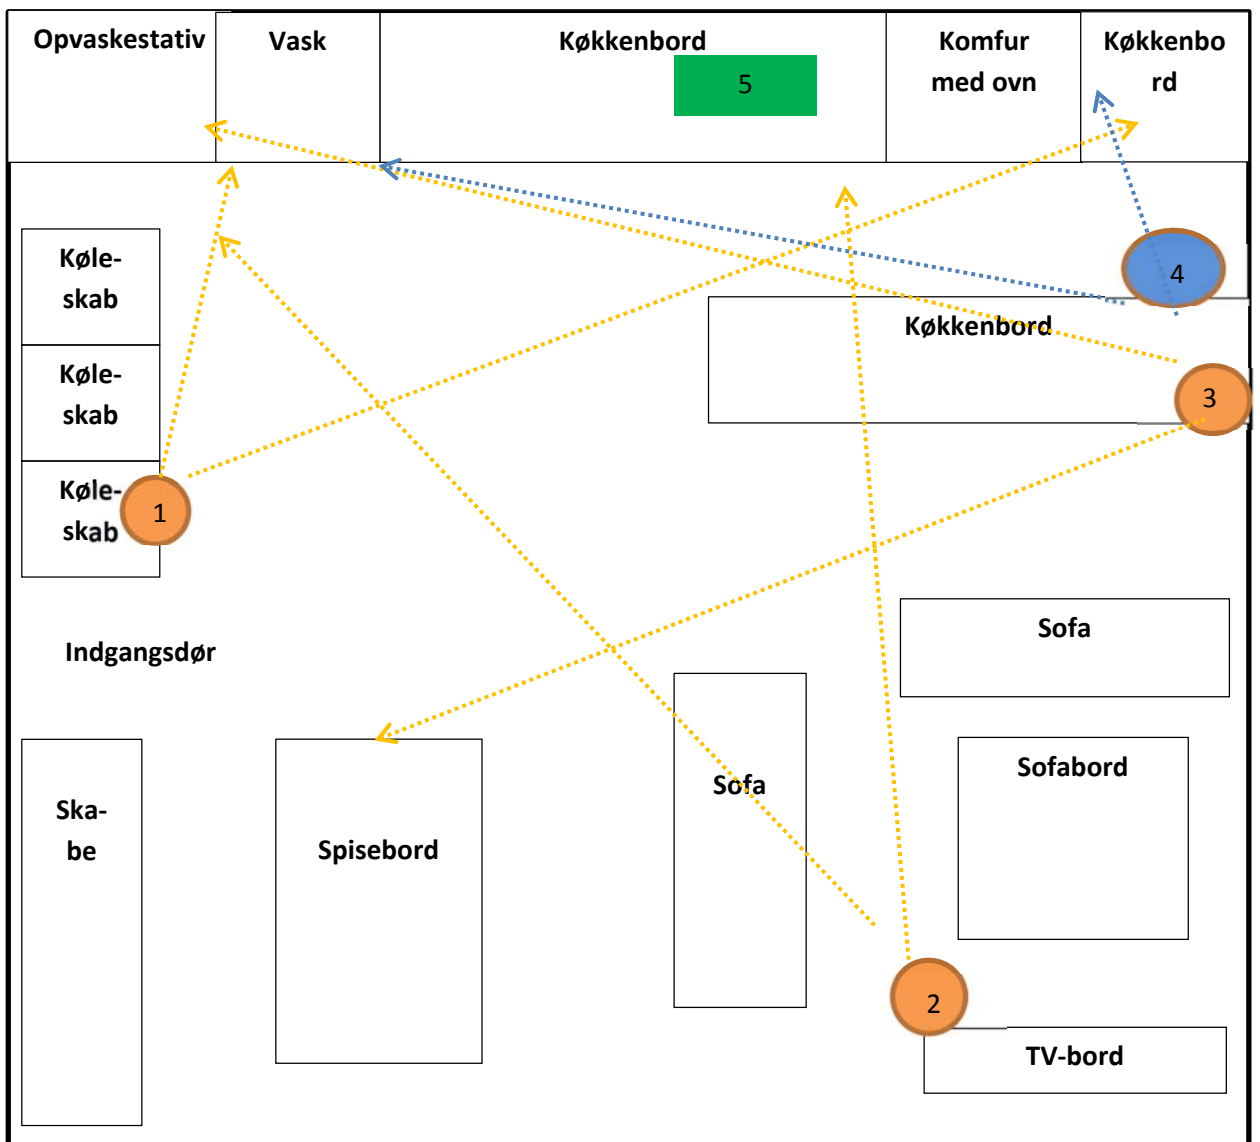 Opvaskestativ
Vask
Køkkenbord
5
Komfur
med ovn
Køkkenbo
rd
Køle-
skab
4
Køkkenbord
Køle-
skab
3
Køle-
skab
1
Sofa
Indgangsdør
Sofabord
Sofa
Ska-
be
Spisebord
2
TV-bord